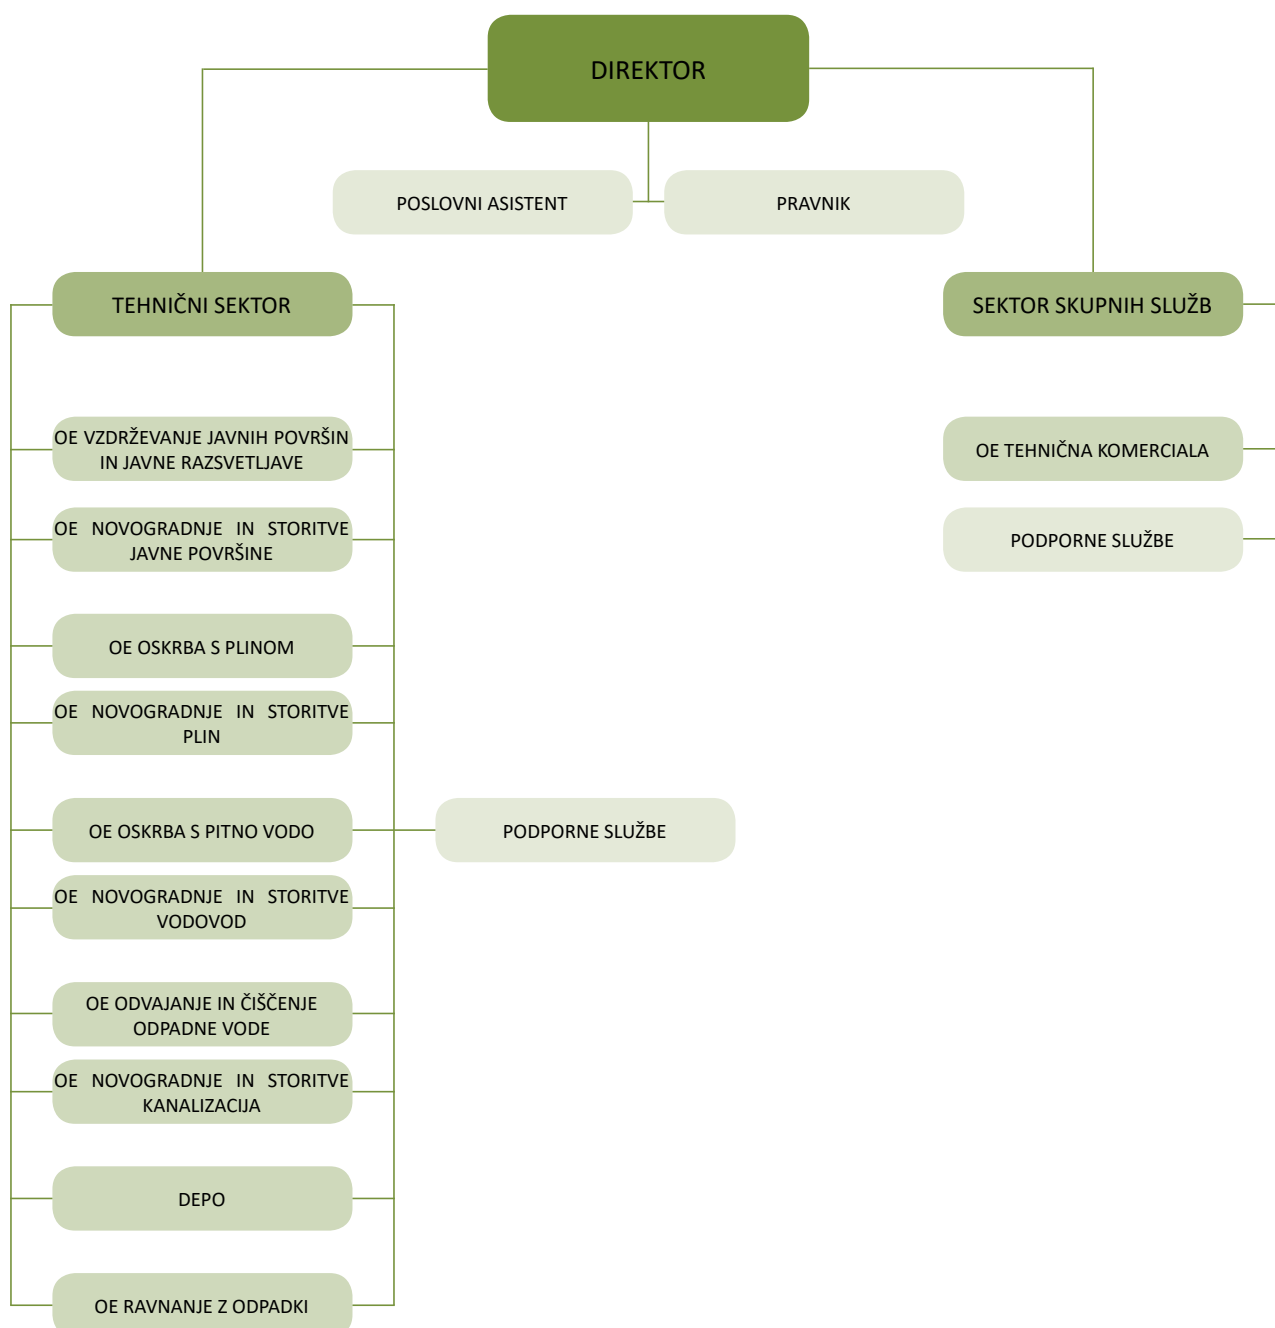 DIREKTOR
POSLOVNI ASISTENT
PRAVNIK
TEHNIČNI SEKTOR
SEKTOR SKUPNIH SLUŽB
OE VZDRŽEVANJE JAVNIH POVRŠIN
IN JAVNE RAZSVETLJAVE
OE TEHNIČNA KOMERCIALA
OE NOVOGRADNJE IN STORITVE
JAVNE POVRŠINE
PODPORNE SLUŽBE
OE OSKRBA S PLINOM
OE NOVOGRADNJE IN STORITVE
PLIN
OE OSKRBA S PITNO VODO
PODPORNE SLUŽBE
OE NOVOGRADNJE IN STORITVE
VODOVOD
OE ODVAJANJE IN ČIŠČENJE
ODPADNE VODE
OE NOVOGRADNJE IN STORITVE
KANALIZACIJA
DEPO
OE RAVNANJE Z ODPADKI